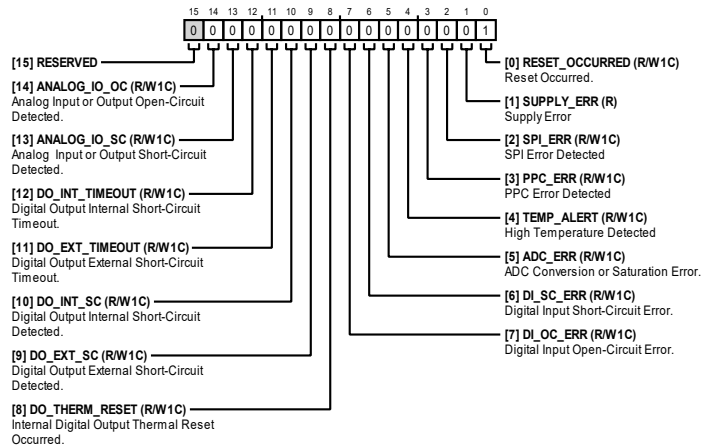 15 14 13 12 11 10 9 8 7 6 5 4 3 2 1 0
0 0 0 0 0 0 0 0 0 0 0 0 0 0 0 1
[15] RESERVED
[14] ANALOG_IO_OC (R/W1C)
Analog Input or Output Open-Circuit
Detected.
[13] ANALOG_IO_SC (R/W1C)
Analog Input or Output Short-Circuit
Detected.
[12] DO_INT_TIMEOUT (R/W1C)
Digital Output Internal Short-Circuit
Timeout.
[11] DO_EXT_TIMEOUT (R/W1C)
Digital Output External Short-Circuit
Timeout.
[10] DO_INT_SC (R/W1C)
Digital Output Internal Short-Circuit
Detected.
[9] DO_EXT_SC (R/W1C)
Digital Output External Short-Circuit
Detected.
[8] DO_THERM_RESET (R/W1C)
Internal Digital Output Thermal Reset
Occurred.
[0] RESET_OCCURRED (R/W1C)
Reset Occurred.
[1] SUPPLY_ERR (R)
Supply Error
[2] SPI_ERR (R/W1C)
SPI Error Detected
[3] PPC_ERR (R/W1C)
PPC Error Detected
[4] TEMP_ALERT (R/W1C)
High Temperature Detected
[5] ADC_ERR (R/W1C)
ADC Conversion or Saturation Error.
[6] DI_SC_ERR (R/W1C)
Digital Input Short-Circuit Error.
[7] DI_OC_ERR (R/W1C)
Digital Input Open-Circuit Error.